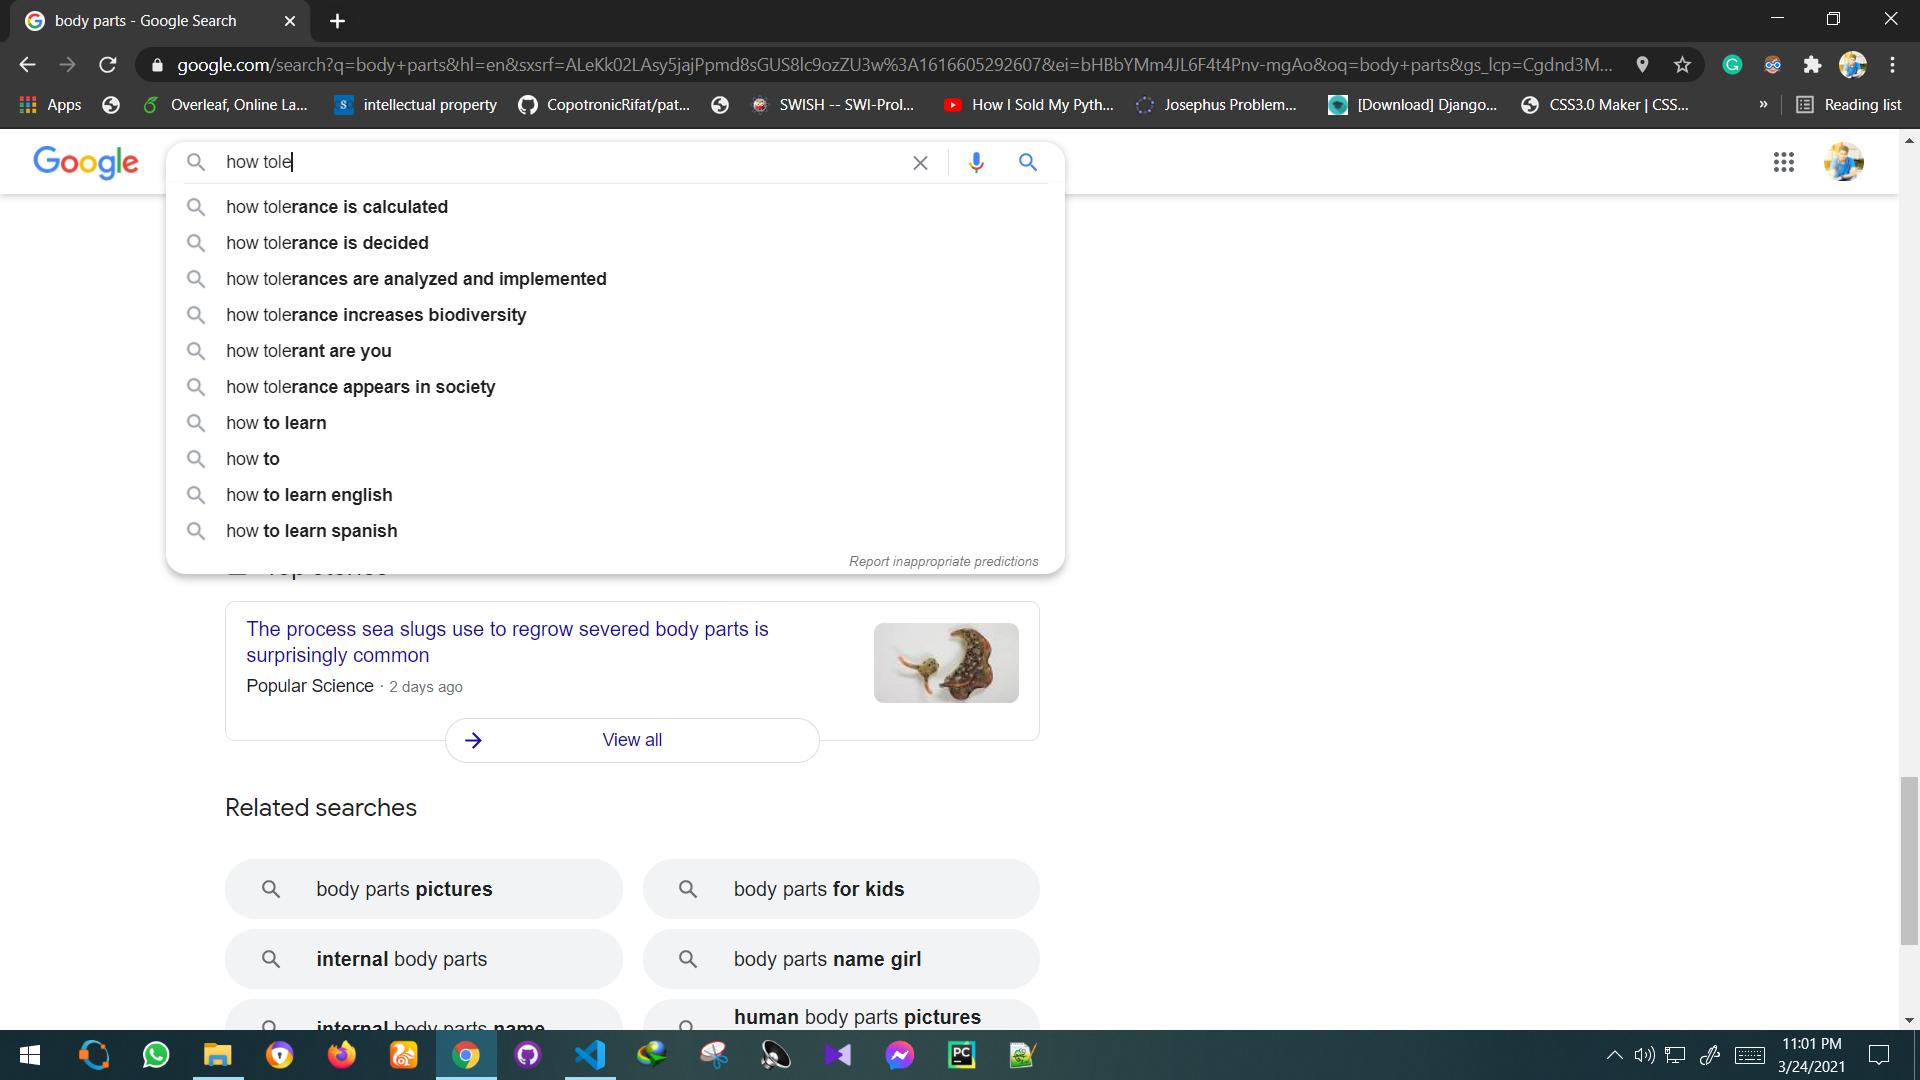 body parts - Google Search
google.com/search?q=body+parts&hl=en&sxsrf=ALeKk02LAsy5jajPpmd8sGUS8lc9ozZU3w%3A1616605292607&ei=bHBbYMm4JL6F4t4Pnv-mgAo&oq=body+parts&gs_lcp=Cgdnd3M...
Apps Overleaf, Online La... intellectual property CopotronicRifat/pat... SWISH -- SWI-Prol... How I Sold My Pyth... Josephus Problem... [Download] Django... CSS3.0 Maker | CSS... » Reading list
Google how tole
how tolerance is calculated
how tolerance is decided
how tolerances are analyzed and implemented
how tolerance increases biodiversity
how tolerant are you
how tolerance appears in society
how to learn
how to
how to learn english
how to learn spanish
Report inappropriate predictions
The process sea slugs use to regrow severed body parts is
surprisingly common
Popular Science · 2 days ago
View all
Related searches
body parts pictures
body parts for kids
internal body parts
body parts name girl
internal body parts name
human body parts pictures
11:01 PM
3/24/2021